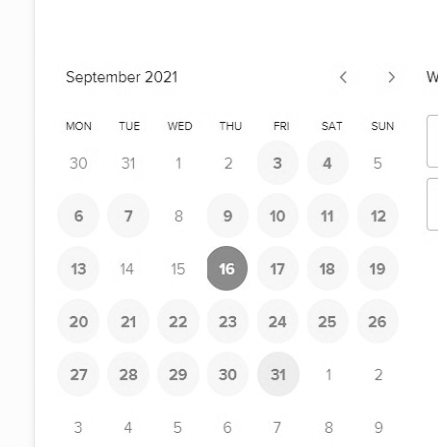 September 2021
W
MON TUE WED THU FRI SAT SUN
30 31 1 2 3 4 5
6 7 8 9 10 11 12
13 14 15 16 17 18 19
20 21 22 23 24 25 26
27 28 29 30 31 1 2
3 4 5 6 7 8 9